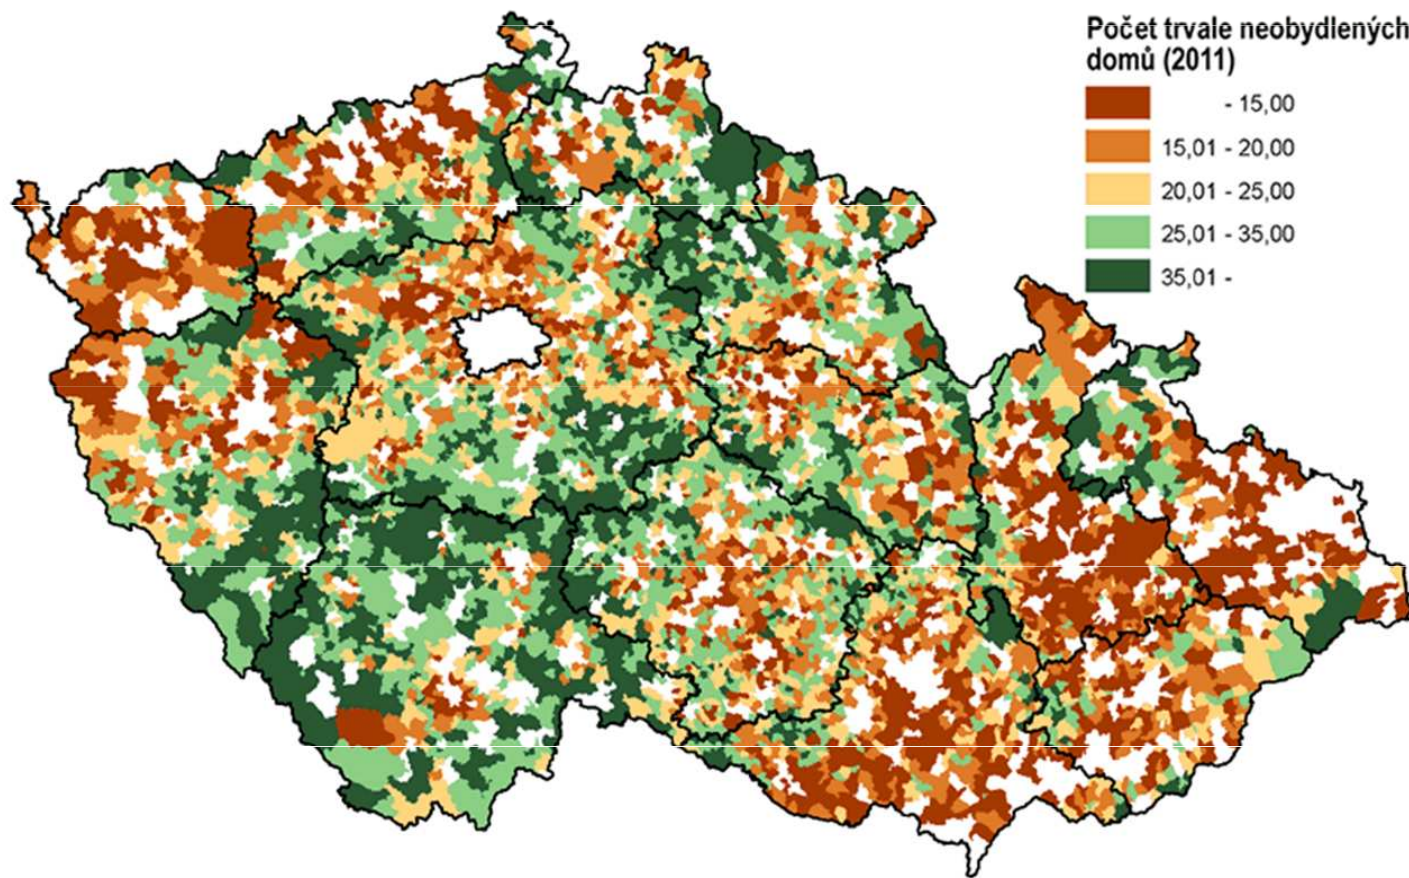 Počet trvale neobydlených
domů (2011)
- 15,00
15,01 - 20,00
20,01 - 25,00
25,01 - 35,00
35,01 -